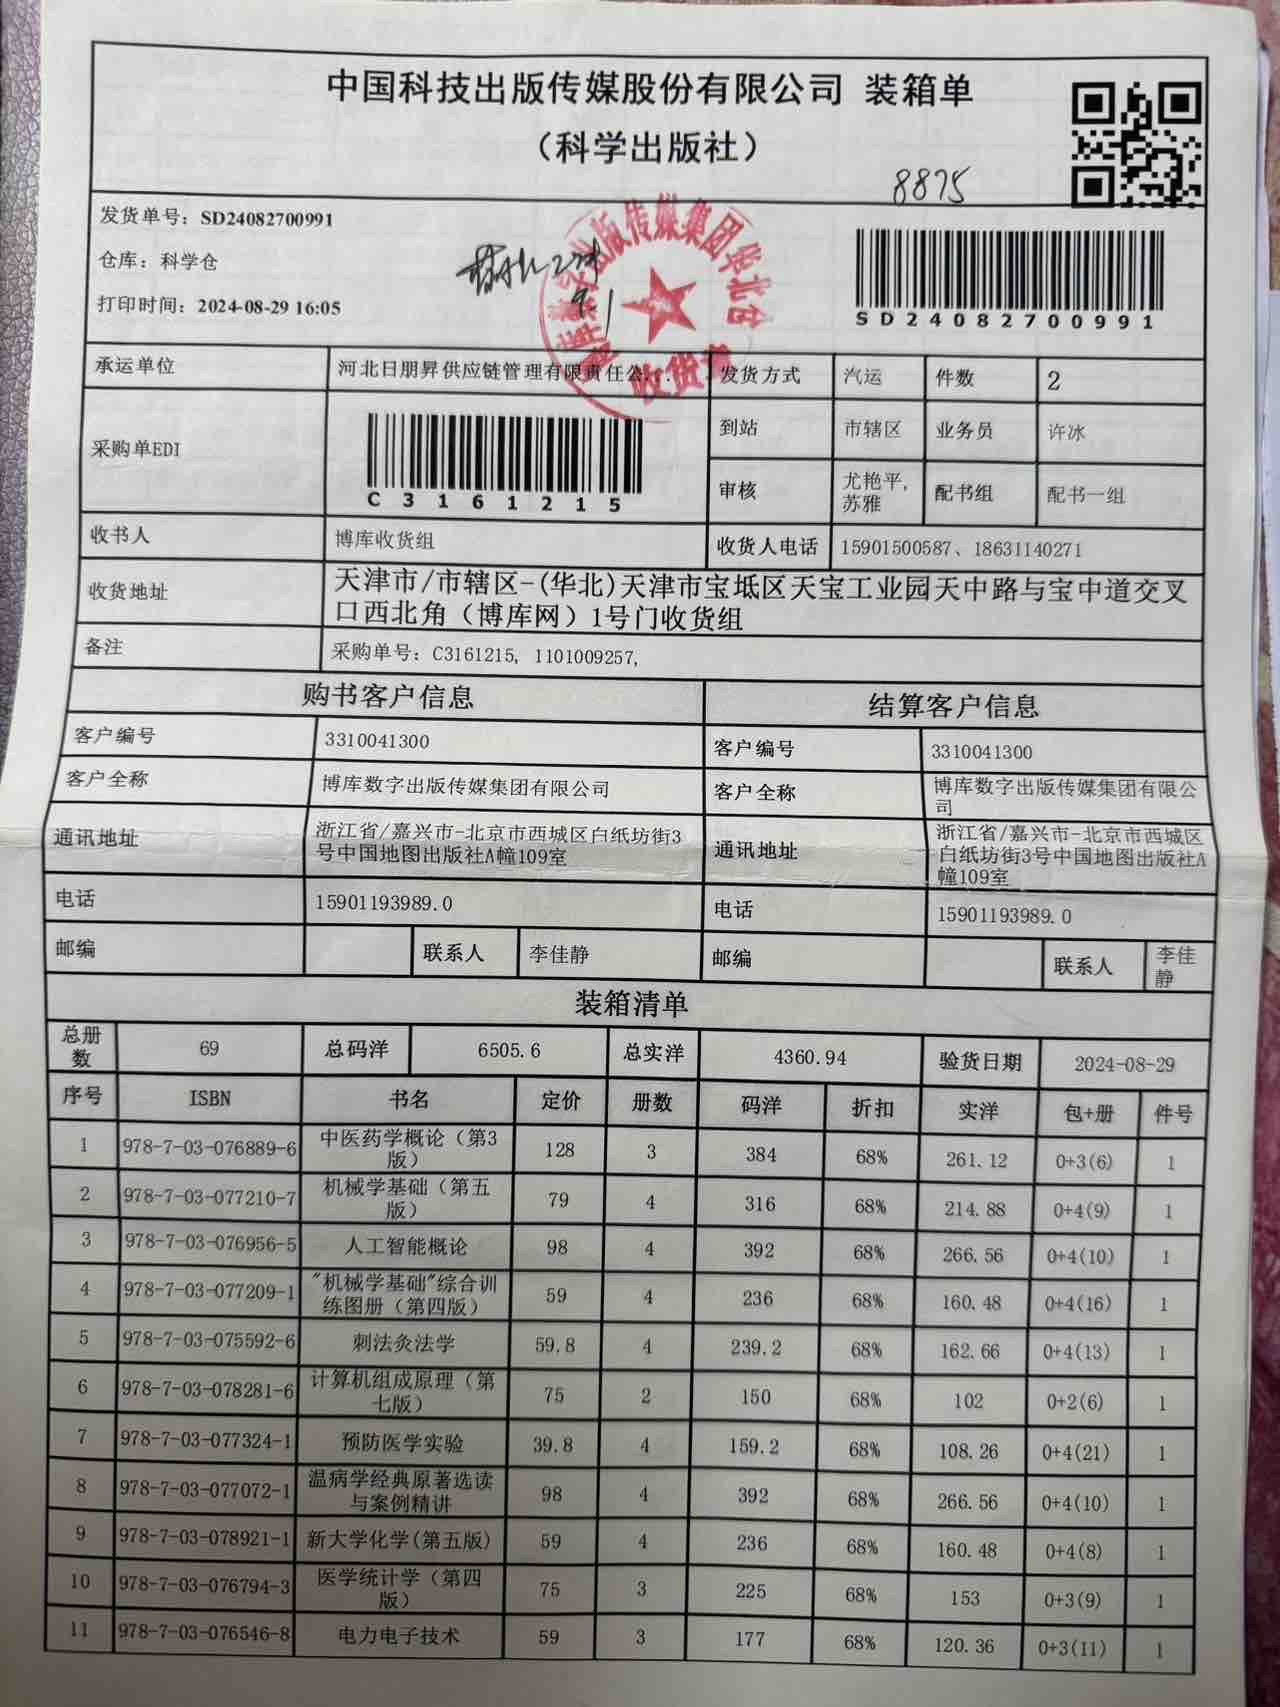 中国科技出版传媒股份有限公司 装箱单
（科学出版社）
8875
发货单号：SD24082700991
仓库：科学仓
打印时间：2024-08-29 16:05
9.1
收货章
SD24082700991
承运单位 河北日朋昇供应链管理有限责任公... 发货方式 汽运 件数 2
采购单EDI C3161215 到站 市辖区 业务员 许冰
审核 尤艳平, 苏雅 配书组 配书一组
收书人 博库收货组 收货人电话 15901500587、18631140271
收货地址 天津市/市辖区-(华北)天津市宝坻区天宝工业园天中路与宝中道交叉
口西北角（博库网）1号门收货组
备注 采购单号：C3161215, 1101009257,
购书客户信息 结算客户信息
客户编号 3310041300 客户编号 3310041300
客户全称 博库数字出版传媒集团有限公司 客户全称 博库数字出版传媒集团有限公司
通讯地址 浙江省/嘉兴市-北京市西城区白纸坊街3号中国地图出版社A幢109室 通讯地址 浙江省/嘉兴市-北京市西城区白纸坊街3号中国地图出版社A幢109室
电话 15901193989.0 电话 15901193989.0
邮编 联系人 李佳静 邮编 联系人 李佳静
装箱清单
总册数 69 总码洋 6505.6 总实洋 4360.94 验货日期 2024-08-29
序号 ISBN 书名 定价 册数 码洋 折扣 实洋 包+册 件号
1 978-7-03-076889-6 中医药学概论（第3版） 128 3 384 68% 261.12 0+3(6) 1
2 978-7-03-077210-7 机械学基础（第五版） 79 4 316 68% 214.88 0+4(9) 1
3 978-7-03-076956-5 人工智能概论 98 4 392 68% 266.56 0+4(10) 1
4 978-7-03-077209-1 "机械学基础"综合训练图册（第四版） 59 4 236 68% 160.48 0+4(16) 1
5 978-7-03-075592-6 刺法灸法学 59.8 4 239.2 68% 162.66 0+4(13) 1
6 978-7-03-078281-6 计算机组成原理（第七版） 75 2 150 68% 102 0+2(6) 1
7 978-7-03-077324-1 预防医学实验 39.8 4 159.2 68% 108.26 0+4(21) 1
8 978-7-03-077072-1 温病学经典原著选读与案例精讲 98 4 392 68% 266.56 0+4(10) 1
9 978-7-03-078921-1 新大学化学(第五版) 59 4 236 68% 160.48 0+4(8) 1
10 978-7-03-076794-3 医学统计学（第四版） 75 3 225 68% 153 0+3(9) 1
11 978-7-03-076546-8 电力电子技术 59 3 177 68% 120.36 0+3(11) 1